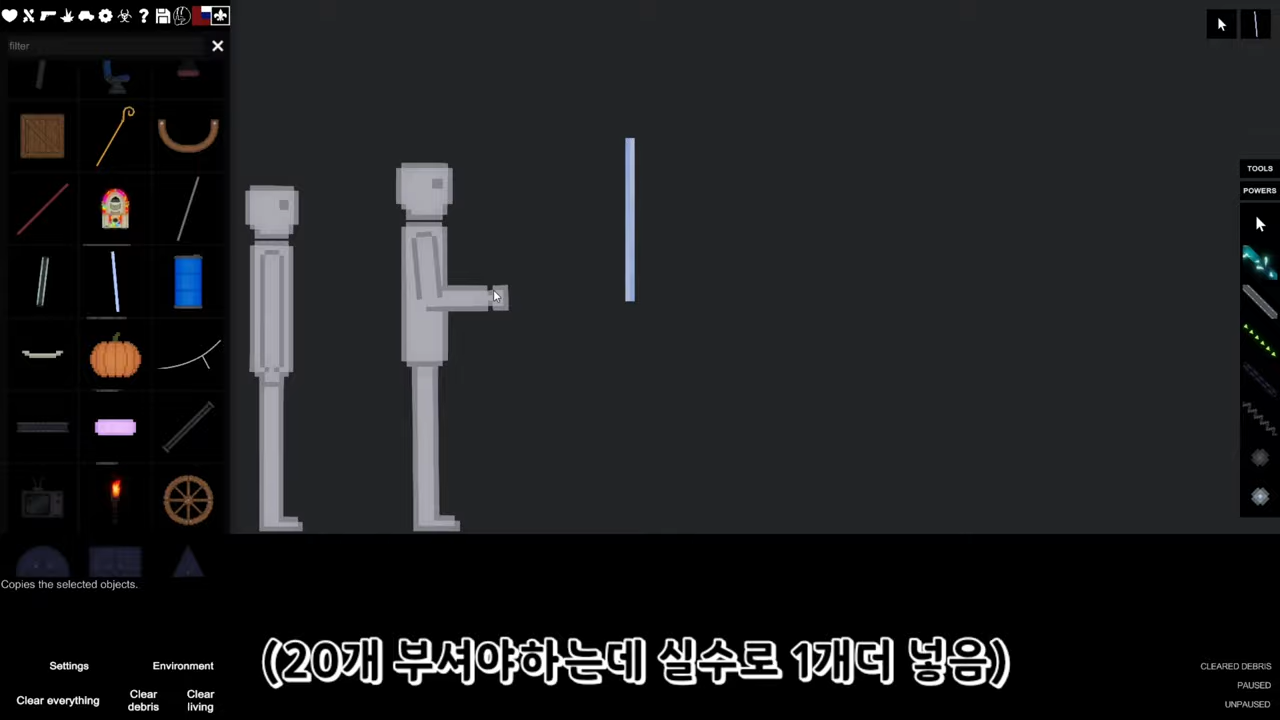 filter
TOOLS
POWERS
Copies the selected objects.
(20개 부셔야하는데 실수로 1개더 넣음)
Settings
Environment
Clear everything
Clear debris
Clear living
CLEARED DEBRIS
PAUSED
UNPAUSED